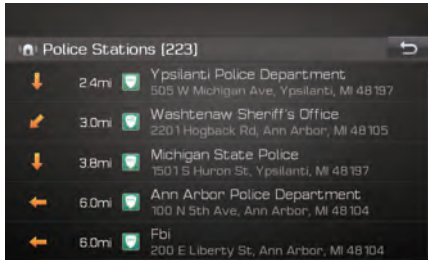 Police Stations (223)
2.4mi Ypsilanti Police Department
505 W Michigan Ave, Ypsilanti, MI 48197
3.0mi Washtenaw Sheriff's Office
2201 Hogback Rd, Ann Arbor, MI 48105
3.8mi Michigan State Police
1501 S Huron St, Ypsilanti, MI 48197
6.0mi Ann Arbor Police Department
100 N 5th Ave, Ann Arbor, MI 48104
6.0mi Fbi
200 E Liberty St, Ann Arbor, MI 48104